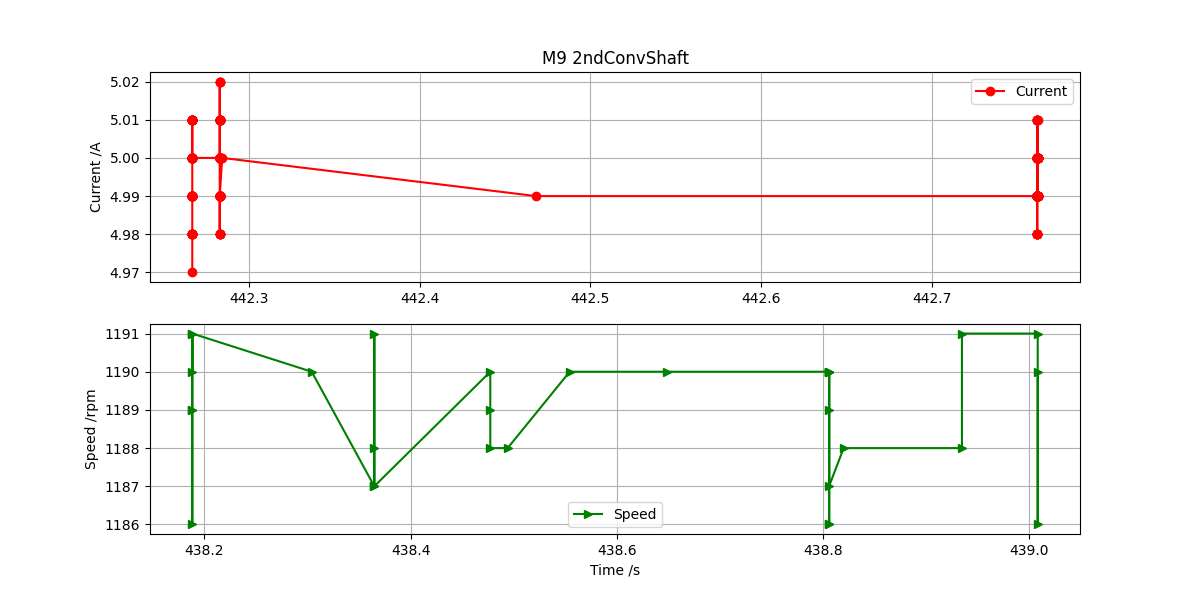 M9 2ndConvShaft
Current /A
5.02
5.01
5.00
4.99
4.98
4.97
Current
442.3 442.4 442.5 442.6 442.7
Speed /rpm
1191
1190
1189
1188
1187
1186
Speed
438.2 438.4 438.6 438.8 439.0
Time /s